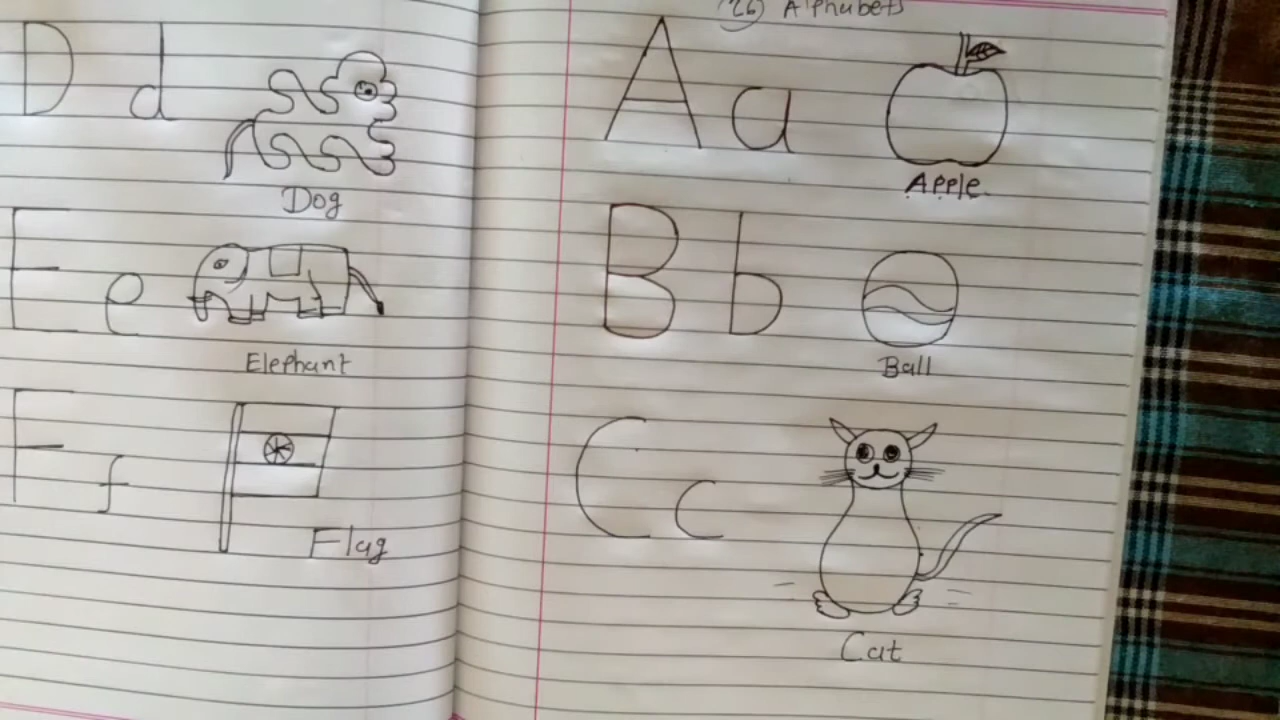 D d
Dog
E e
Elephant
F f
Flag
(26) Alphabets
A a
Apple
B b
Ball
C c
Cat